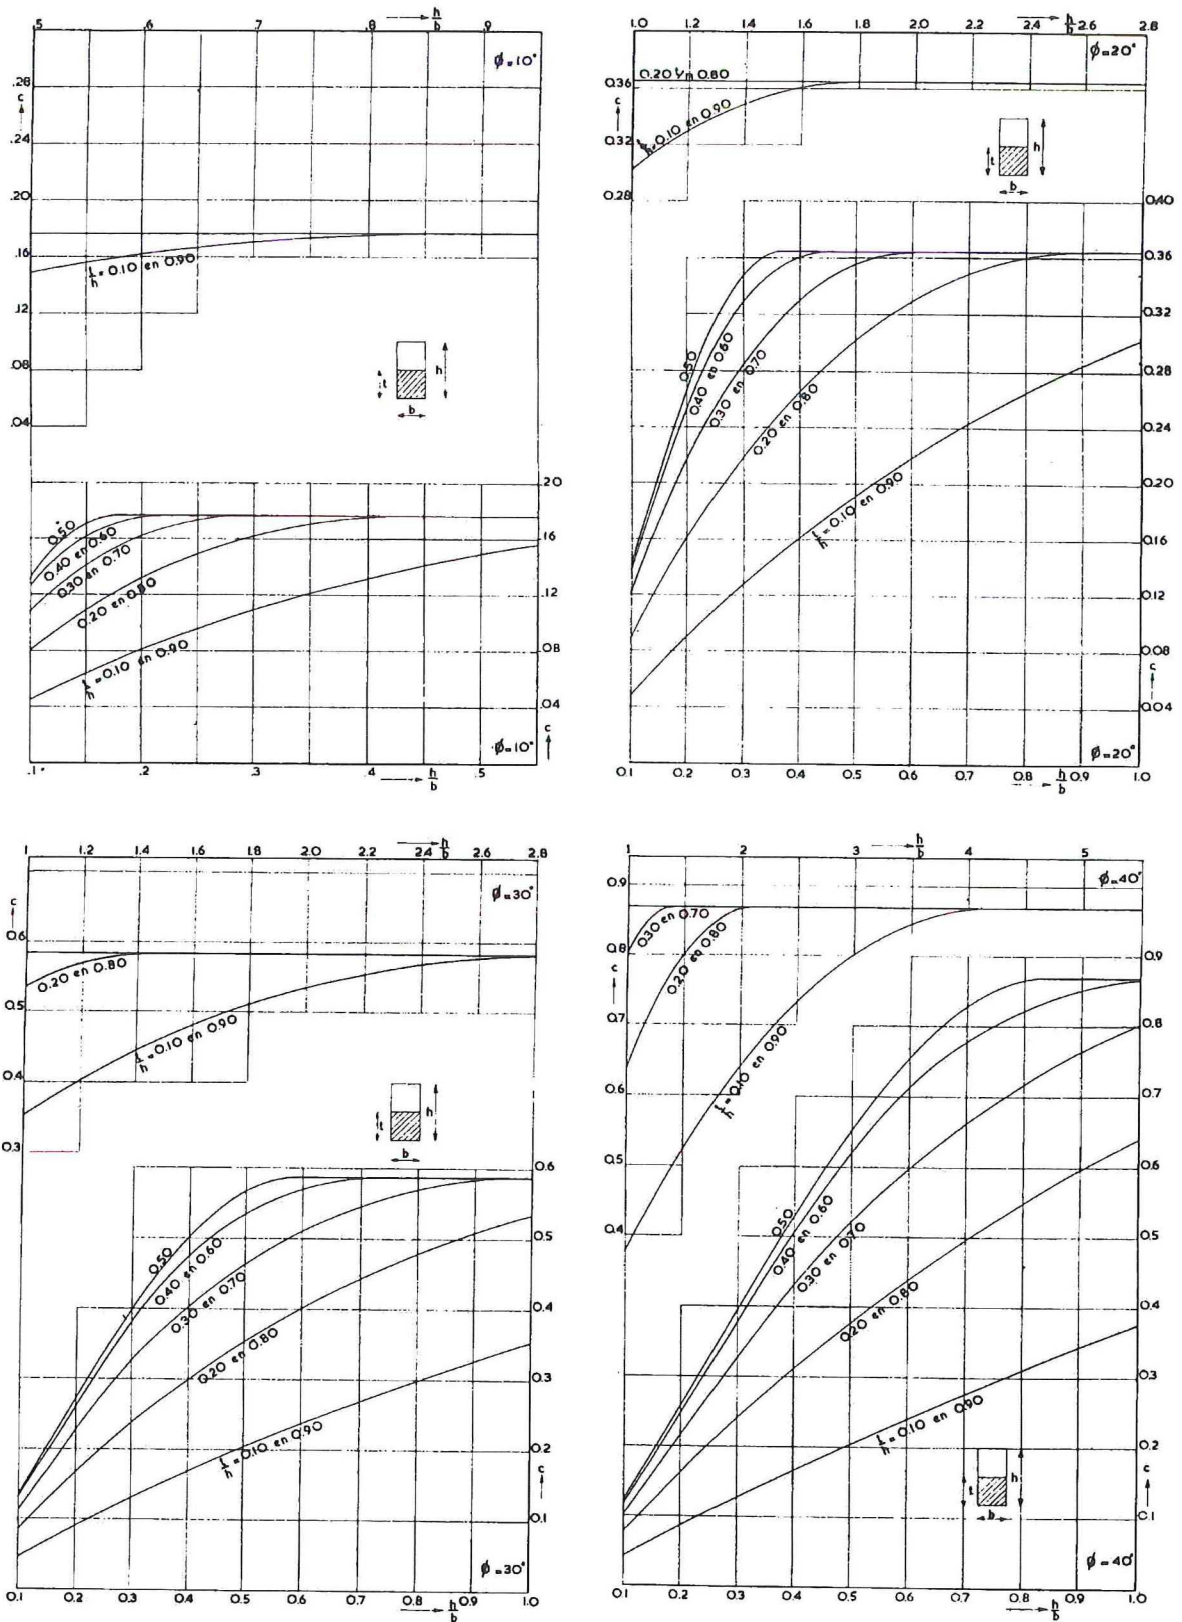 .5 .6 .7 .8 → h/b .9
ø=10°
.28
c
.24
.20
.16
t/h = 0.10 en 0.90
.12
.08
.04
t h
b
.20
0.50
0.40 en 0.60
0.30 en 0.70
0.20 en 0.80
t/h = 0.10 en 0.90
.16
.12
.08
.04
c
ø=10°
.1 .2 .3 .4 → h/b .5
1.0 1.2 1.4 1.6 1.8 2.0 2.2 2.4 → h/b 2.6 2.8
ø=20°
0.20 en 0.80
0.36
c
t/h = 0.10 en 0.90
0.32
0.28
t h
b
0.40
0.36
0.32
0.28
0.24
0.20
0.16
0.12
0.08
c
0.04
0.50
0.40 en 0.60
0.30 en 0.70
0.20 en 0.80
t/h = 0.10 en 0.90
ø=20°
0.1 0.2 0.3 0.4 0.5 0.6 0.7 0.8 → h/b 0.9 1.0
1 1.2 1.4 1.6 1.8 2.0 2.2 2.4 → h/b 2.6 2.8
ø=30°
c
0.6
0.20 en 0.80
0.5
t/h = 0.10 en 0.90
0.4
0.3
t h
b
0.6
0.5
0.4
0.3
0.2
c
0.1
0.50
0.40 en 0.60
0.30 en 0.70
0.20 en 0.80
t/h = 0.10 en 0.90
ø=30°
0.1 0.2 0.3 0.4 0.5 0.6 0.7 0.8 → h/b 0.9 1.0
1 2 3 → h/b 4 5
ø=40°
0.9
0.30 en 0.70
0.20 en 0.80
0.8
c
0.7
t/h = 0.10 en 0.90
0.6
0.5
0.4
0.9
0.8
0.7
0.6
0.5
0.4
0.3
0.2
c
0.1
0.50
0.40 en 0.60
0.30 en 0.70
0.20 en 0.80
t/h = 0.10 en 0.90
t h
b
ø=40°
0.1 0.2 0.3 0.4 0.5 0.6 0.7 → h/b 0.8 0.9 1.0